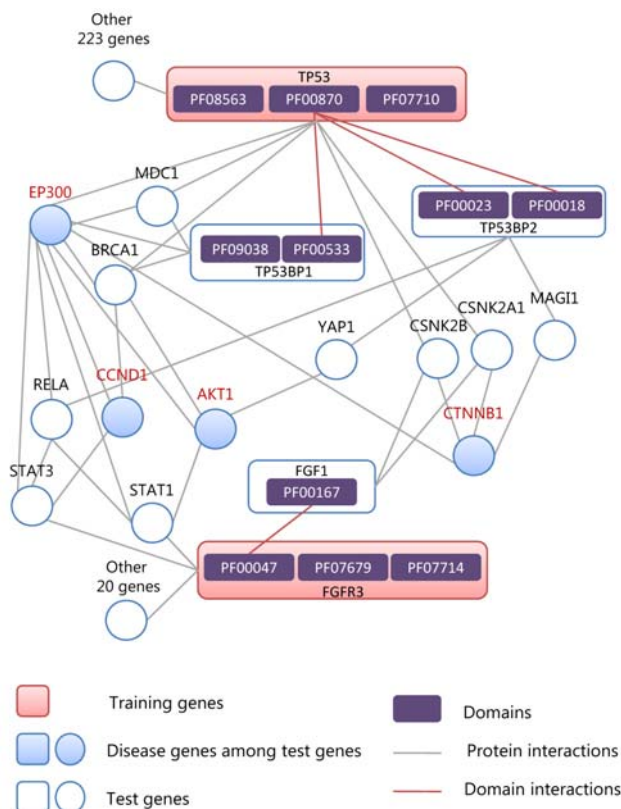 Other
223 genes
TP53
PF08563 PF00870 PF07710
MDC1
EP300
PF00023 PF00018
TP53BP2
BRCA1
PF09038 PF00533
TP53BP1
MAGI1
CSNK2A1
YAP1 CSNK2B
CCND1
RELA
AKT1
CTNNB1
FGF1
STAT3
STAT1
PF00167
Other
20 genes
PF00047 PF07679 PF07714
FGFR3
Training genes
Domains
Disease genes among test genes
Protein interactions
Test genes
Domain interactions